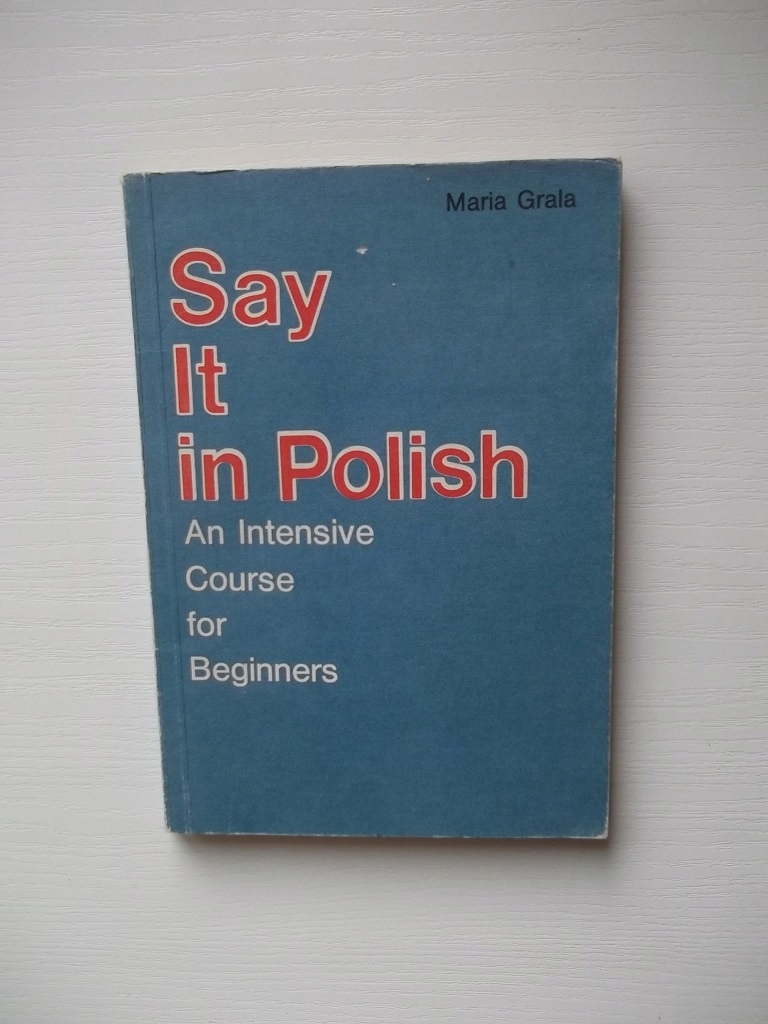 Maria Grala
Say
It
in Polish
An Intensive
Course
for
Beginners